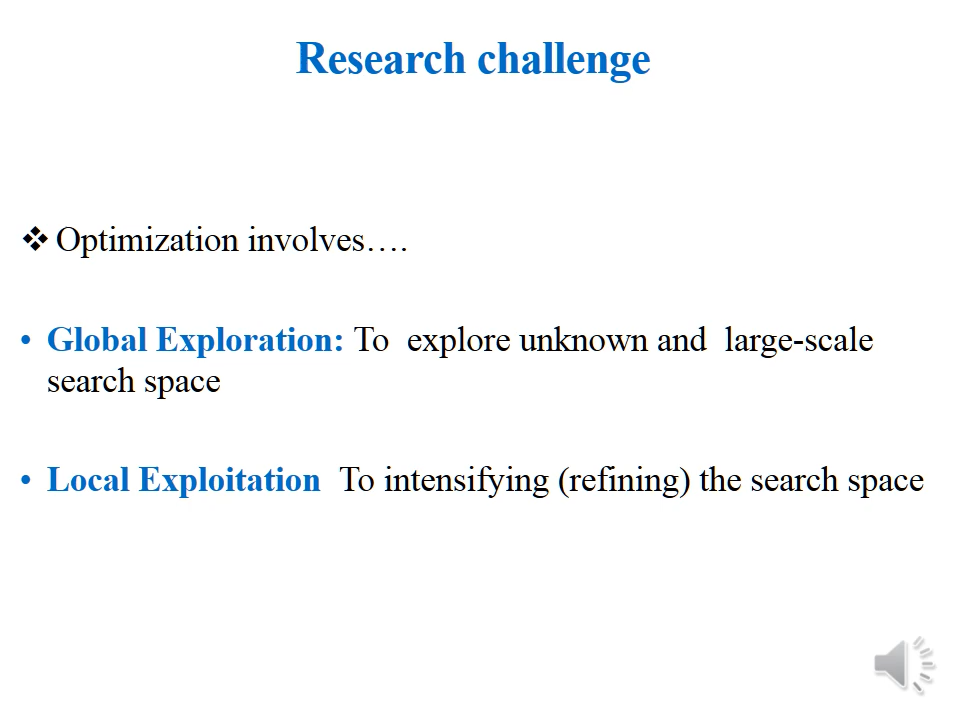 Research challenge
❖ Optimization involves….
• Global Exploration: To explore unknown and large-scale
search space
• Local Exploitation To intensifying (refining) the search space